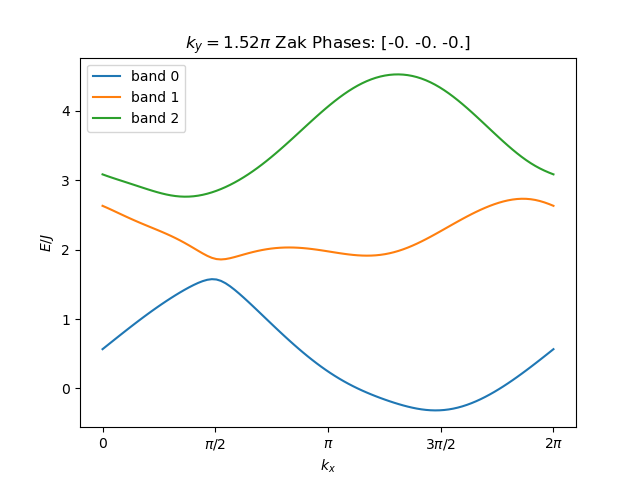 k_y = 1.52π Zak Phases: [-0. -0. -0.]
band 0
band 1
band 2
E/J
4
3
2
1
0
0 π/2 π 3π/2 2π
k_x